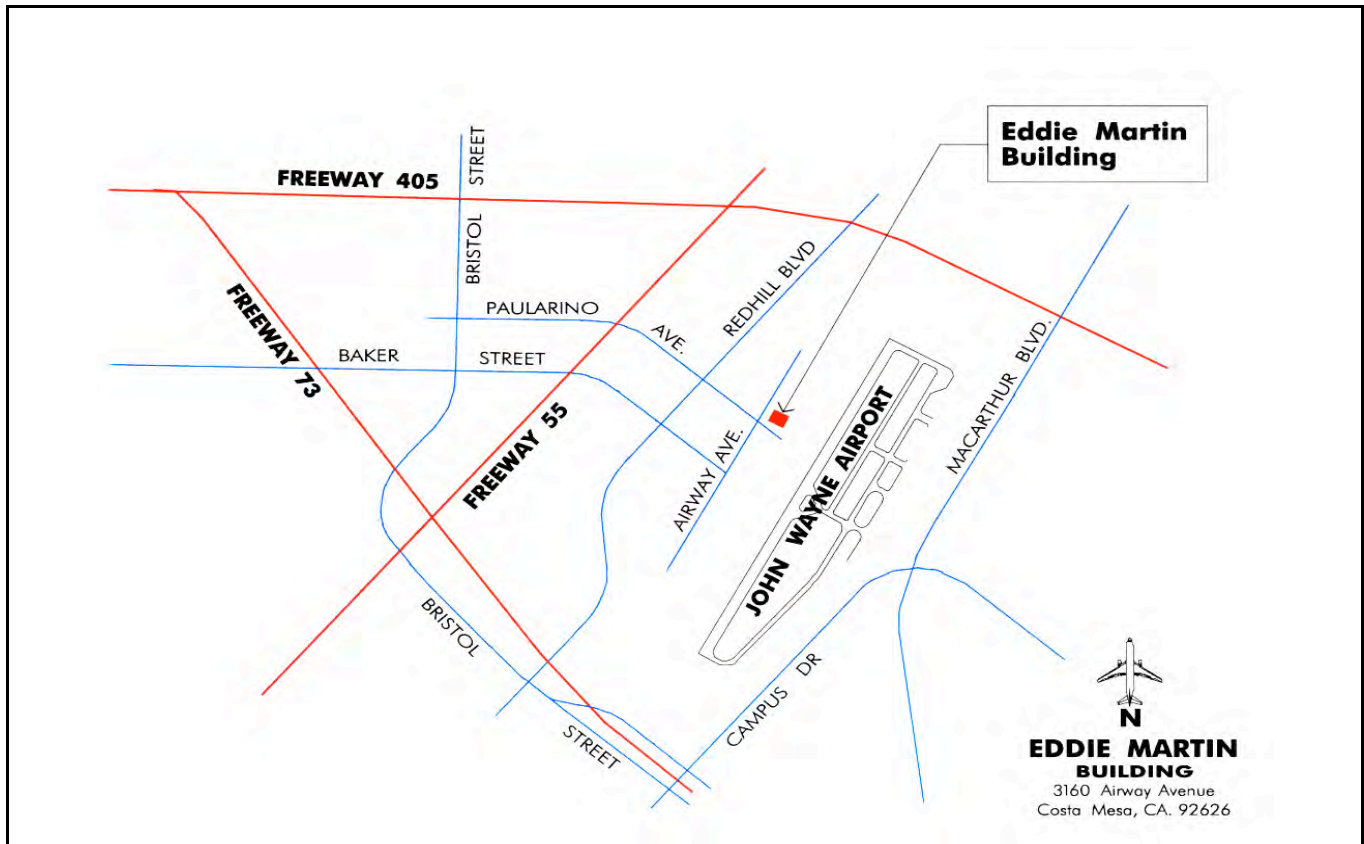 Eddie Martin
Building
FREEWAY 405
BRISTOL STREET
REDHILL BLVD
PAULARINO AVE.
FREEWAY 73
BAKER STREET
MACARTHUR BLVD.
FREEWAY 55
AIRWAY AVE.
JOHN WAYNE AIRPORT
BRISTOL STREET
CAMPUS DR
N
EDDIE MARTIN
BUILDING
3160 Airway Avenue
Costa Mesa, CA. 92626